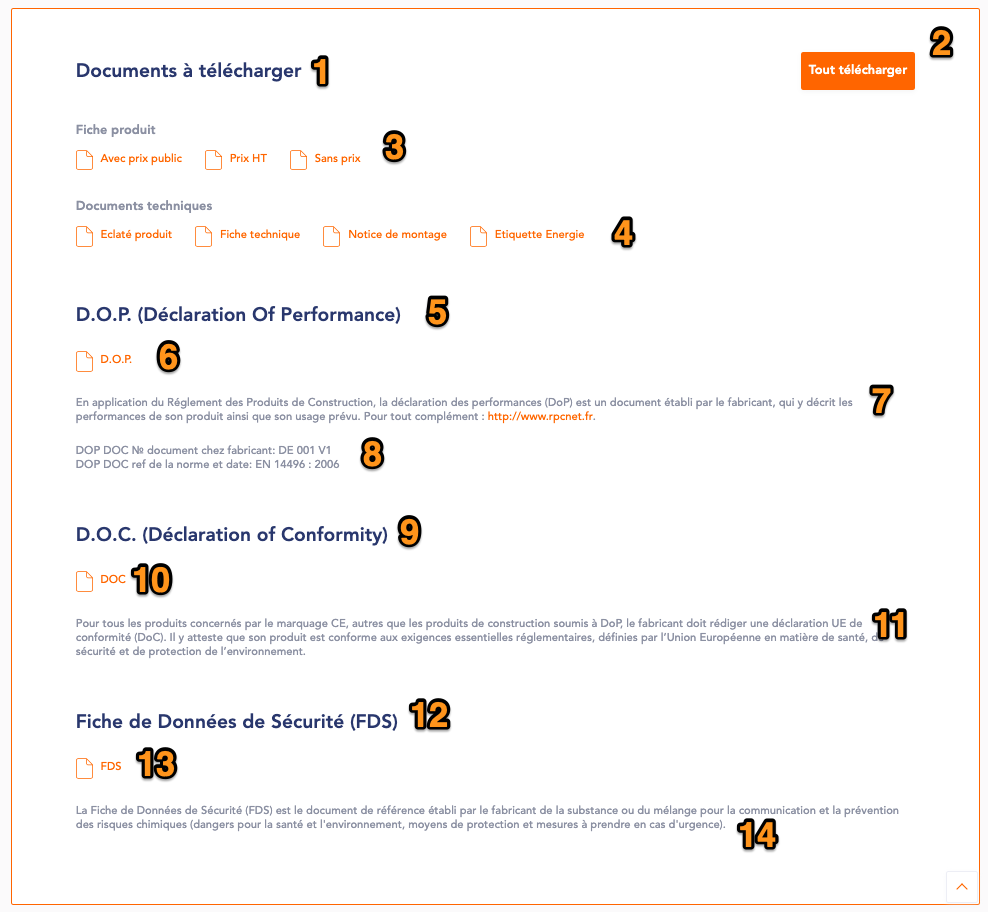 Documents à télécharger 1
Tout télécharger 2
Fiche produit
Avec prix public Prix HT Sans prix 3
Documents techniques
Eclaté produit Fiche technique Notice de montage Etiquette Energie 4
D.O.P. (Déclaration Of Performance) 5
D.O.P. 6
En application du Réglement des Produits de Construction, la déclaration des performances (DoP) est un document établi par le fabricant, qui y décrit les 7
performances de son produit ainsi que son usage prévu. Pour tout complément : http://www.rpcnet.fr.
DOP DOC № document chez fabricant: DE 001 V1 8
DOP DOC ref de la norme et date: EN 14496 : 2006
D.O.C. (Déclaration of Conformity) 9
DOC 10
Pour tous les produits concernés par le marquage CE, autres que les produits de construction soumis à DoP, le fabricant doit rédiger une déclaration UE de 11
conformité (DoC). Il y atteste que son produit est conforme aux exigences essentielles réglementaires, définies par l’Union Européenne en matière de santé,
sécurité et de protection de l’environnement.
Fiche de Données de Sécurité (FDS) 12
FDS 13
La Fiche de Données de Sécurité (FDS) est le document de référence établi par le fabricant de la substance ou du mélange pour la communication et la prévention
des risques chimiques (dangers pour la santé et l'environnement, moyens de protection et mesures à prendre en cas d'urgence). 14